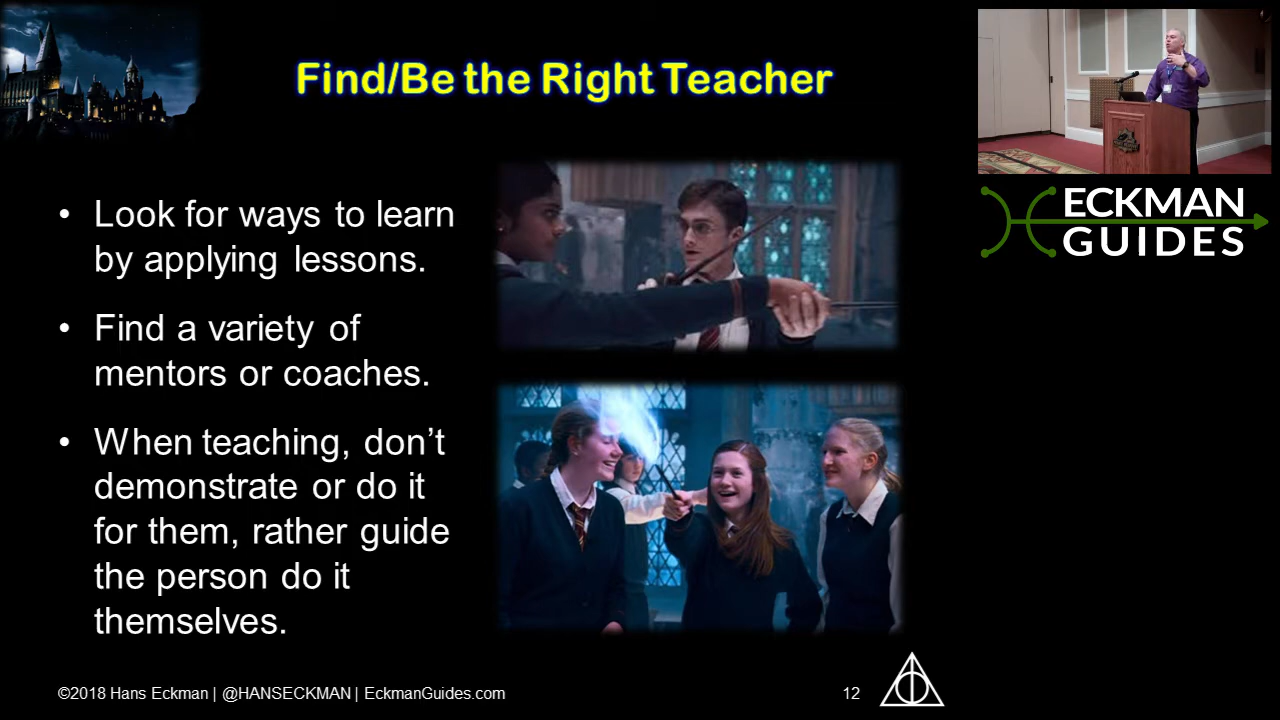 Find/Be the Right Teacher
ECKMAN
GUIDES
• Look for ways to learn
by applying lessons.
• Find a variety of
mentors or coaches.
• When teaching, don’t
demonstrate or do it
for them, rather guide
the person do it
themselves.
©2018 Hans Eckman | @HANSECKMAN | EckmanGuides.com
12